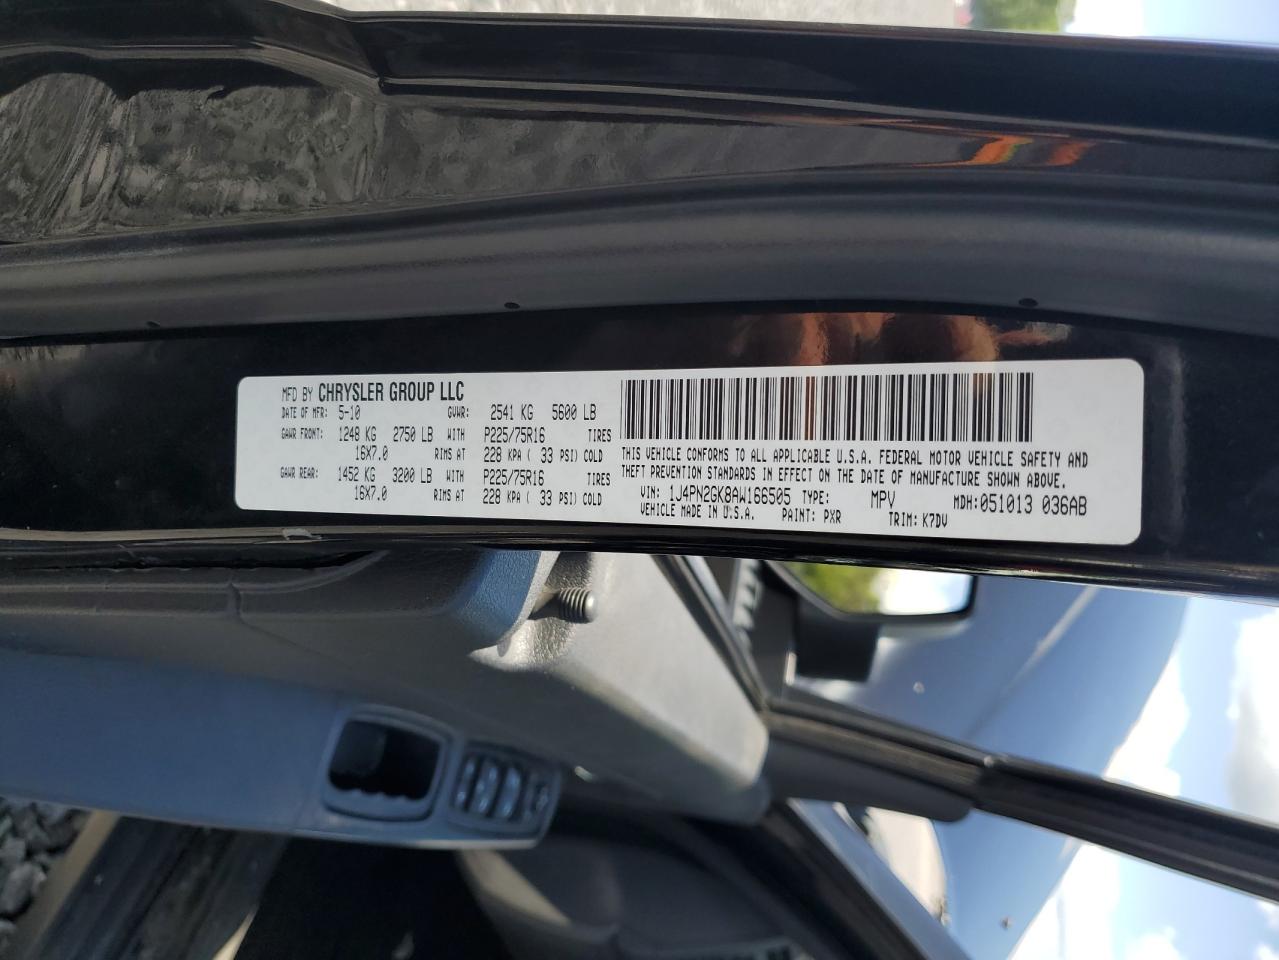 MFD BY CHRYSLER GROUP LLC
DATE OF MFR: 5-10 GVWR: 2541 KG 5600 LB
GAWR FRONT: 1248 KG 2750 LB WITH P225/75R16 TIRES
16X7.0 RIMS AT 228 KPA ( 33 PSI) COLD
GAWR REAR: 1452 KG 3200 LB WITH P225/75R16 TIRES
16X7.0 RIMS AT 228 KPA ( 33 PSI) COLD
THIS VEHICLE CONFORMS TO ALL APPLICABLE U.S.A. FEDERAL MOTOR VEHICLE SAFETY AND
THEFT PREVENTION STANDARDS IN EFFECT ON THE DATE OF MANUFACTURE SHOWN ABOVE.
VIN: 1J4PN2GK8AW166505 TYPE: MPV MDH:051013 036AB
VEHICLE MADE IN U.S.A. PAINT: PXR TRIM: K7DV